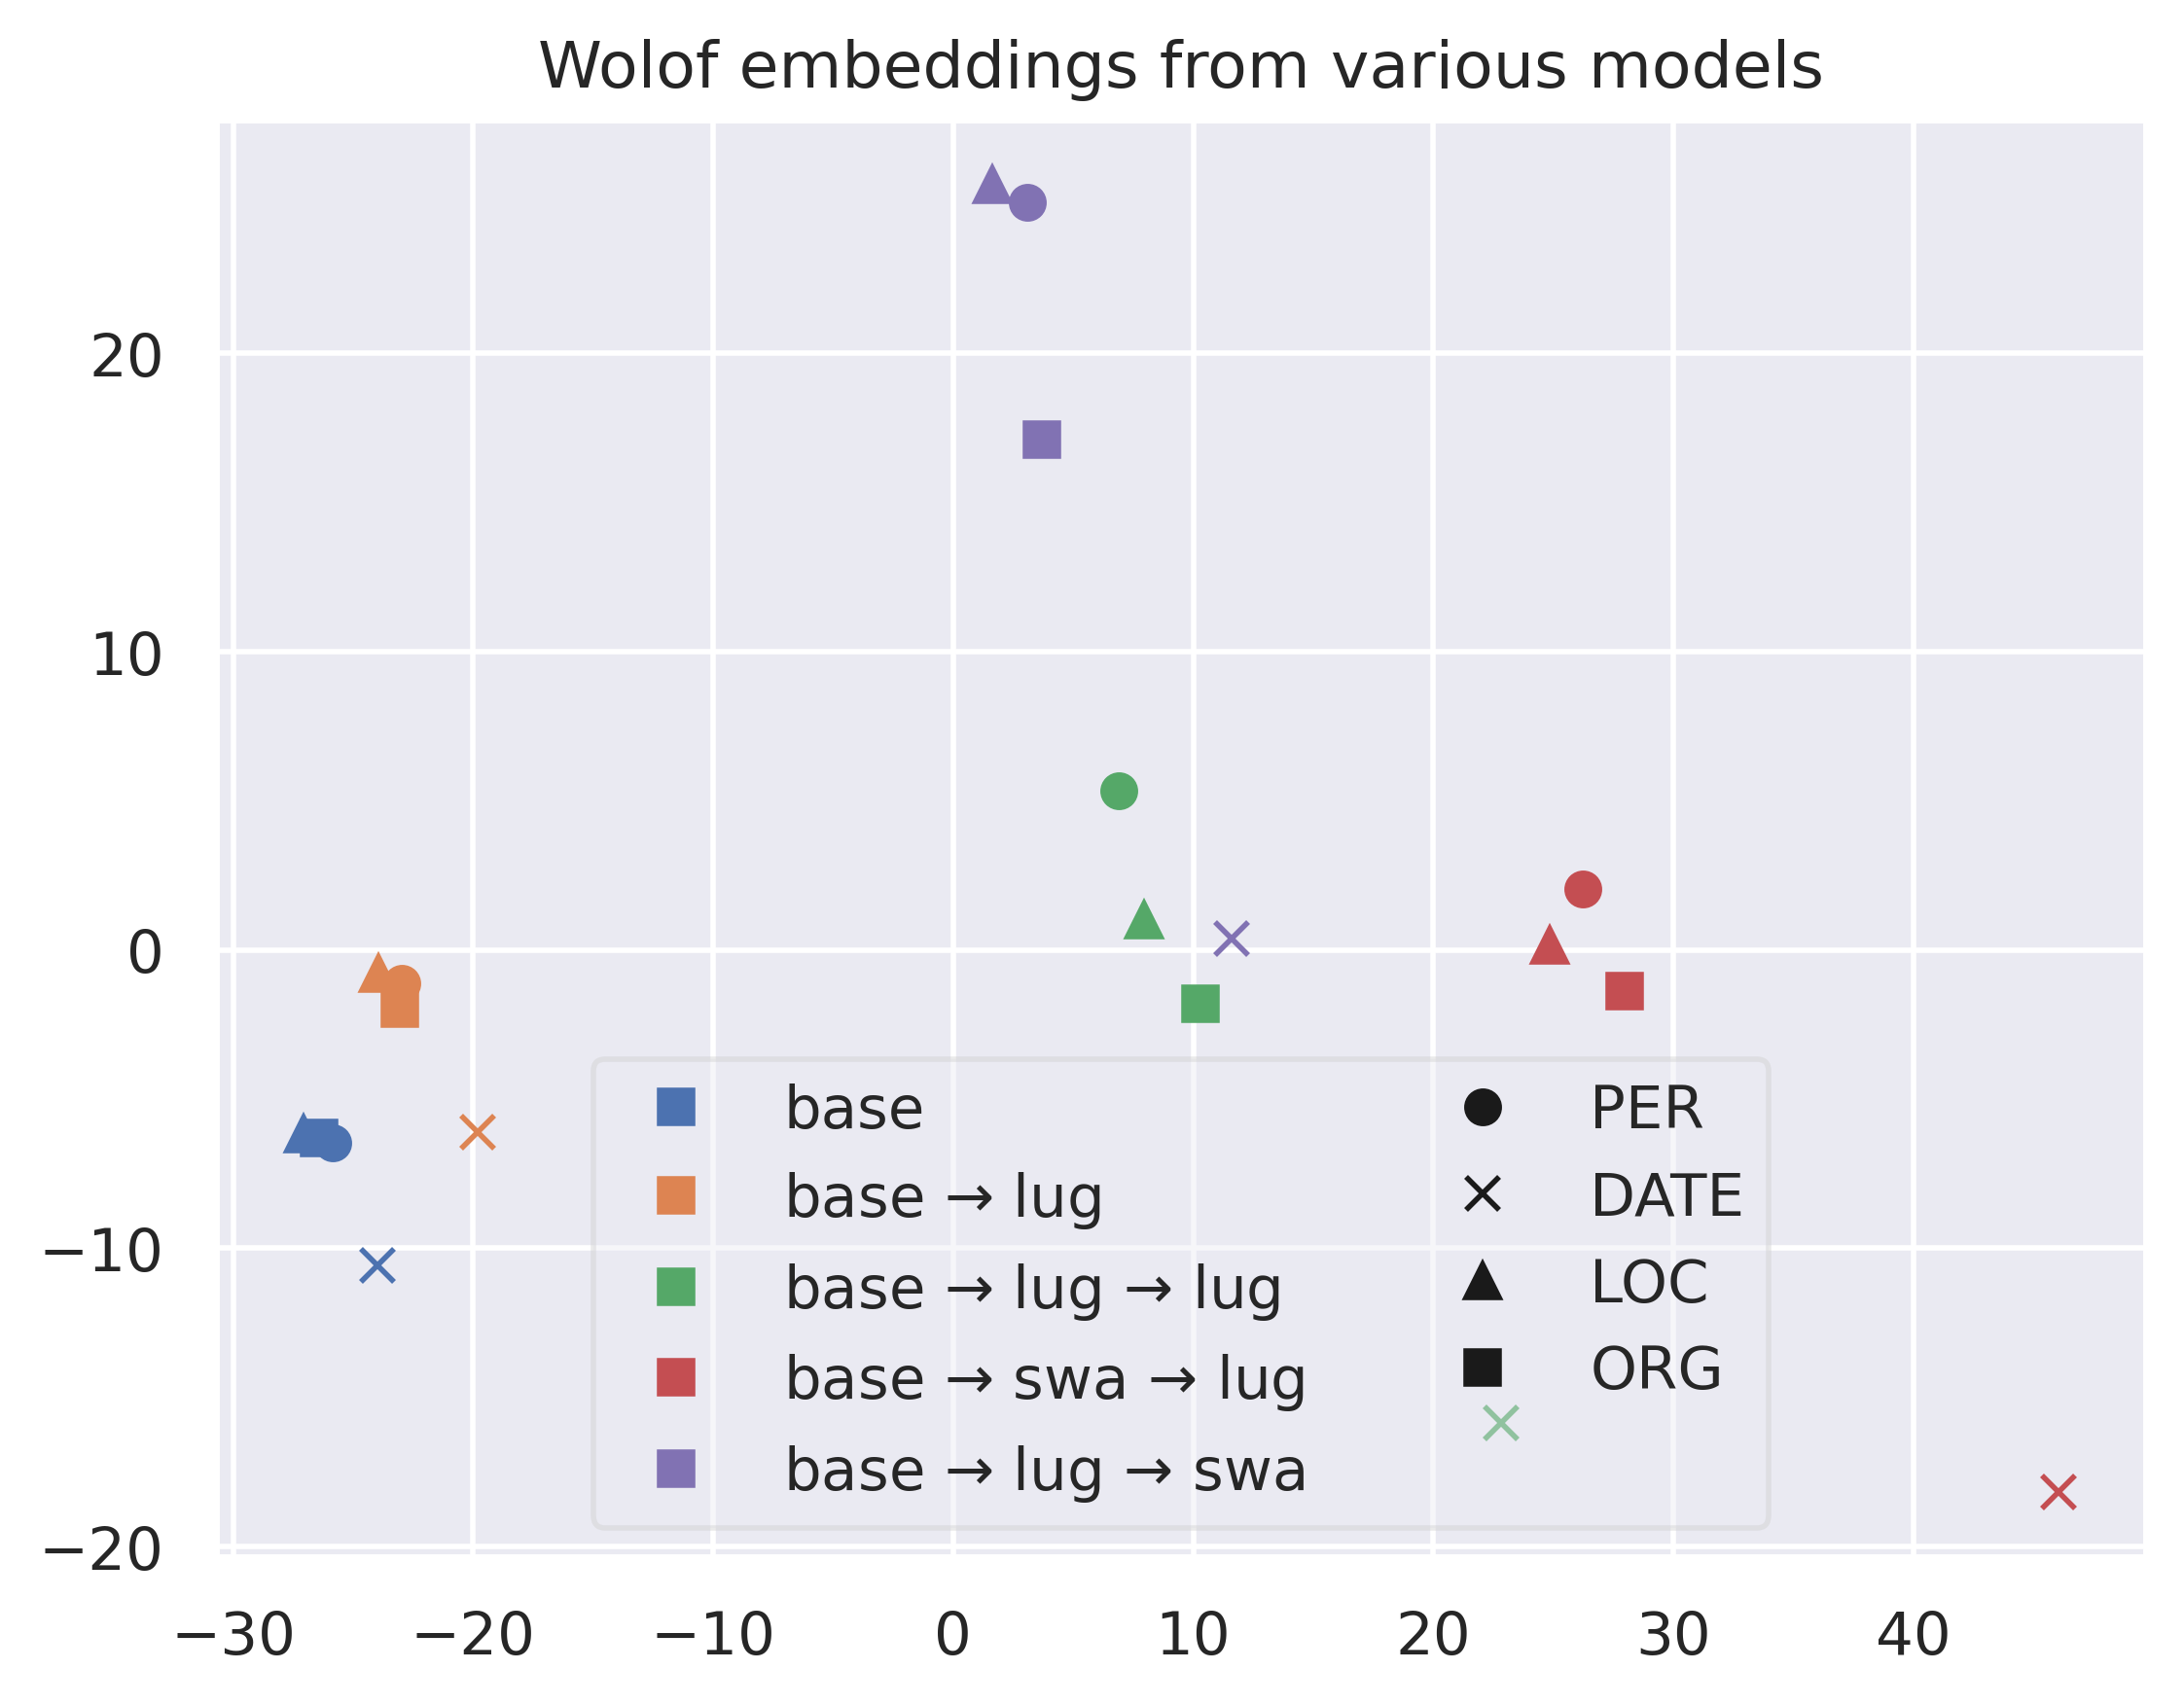 Wolof embeddings from various models
20
10
0
−10
−20
base
base → lug
base → lug → lug
base → swa → lug
base → lug → swa
PER
DATE
LOC
ORG
−30 −20 −10 0 10 20 30 40